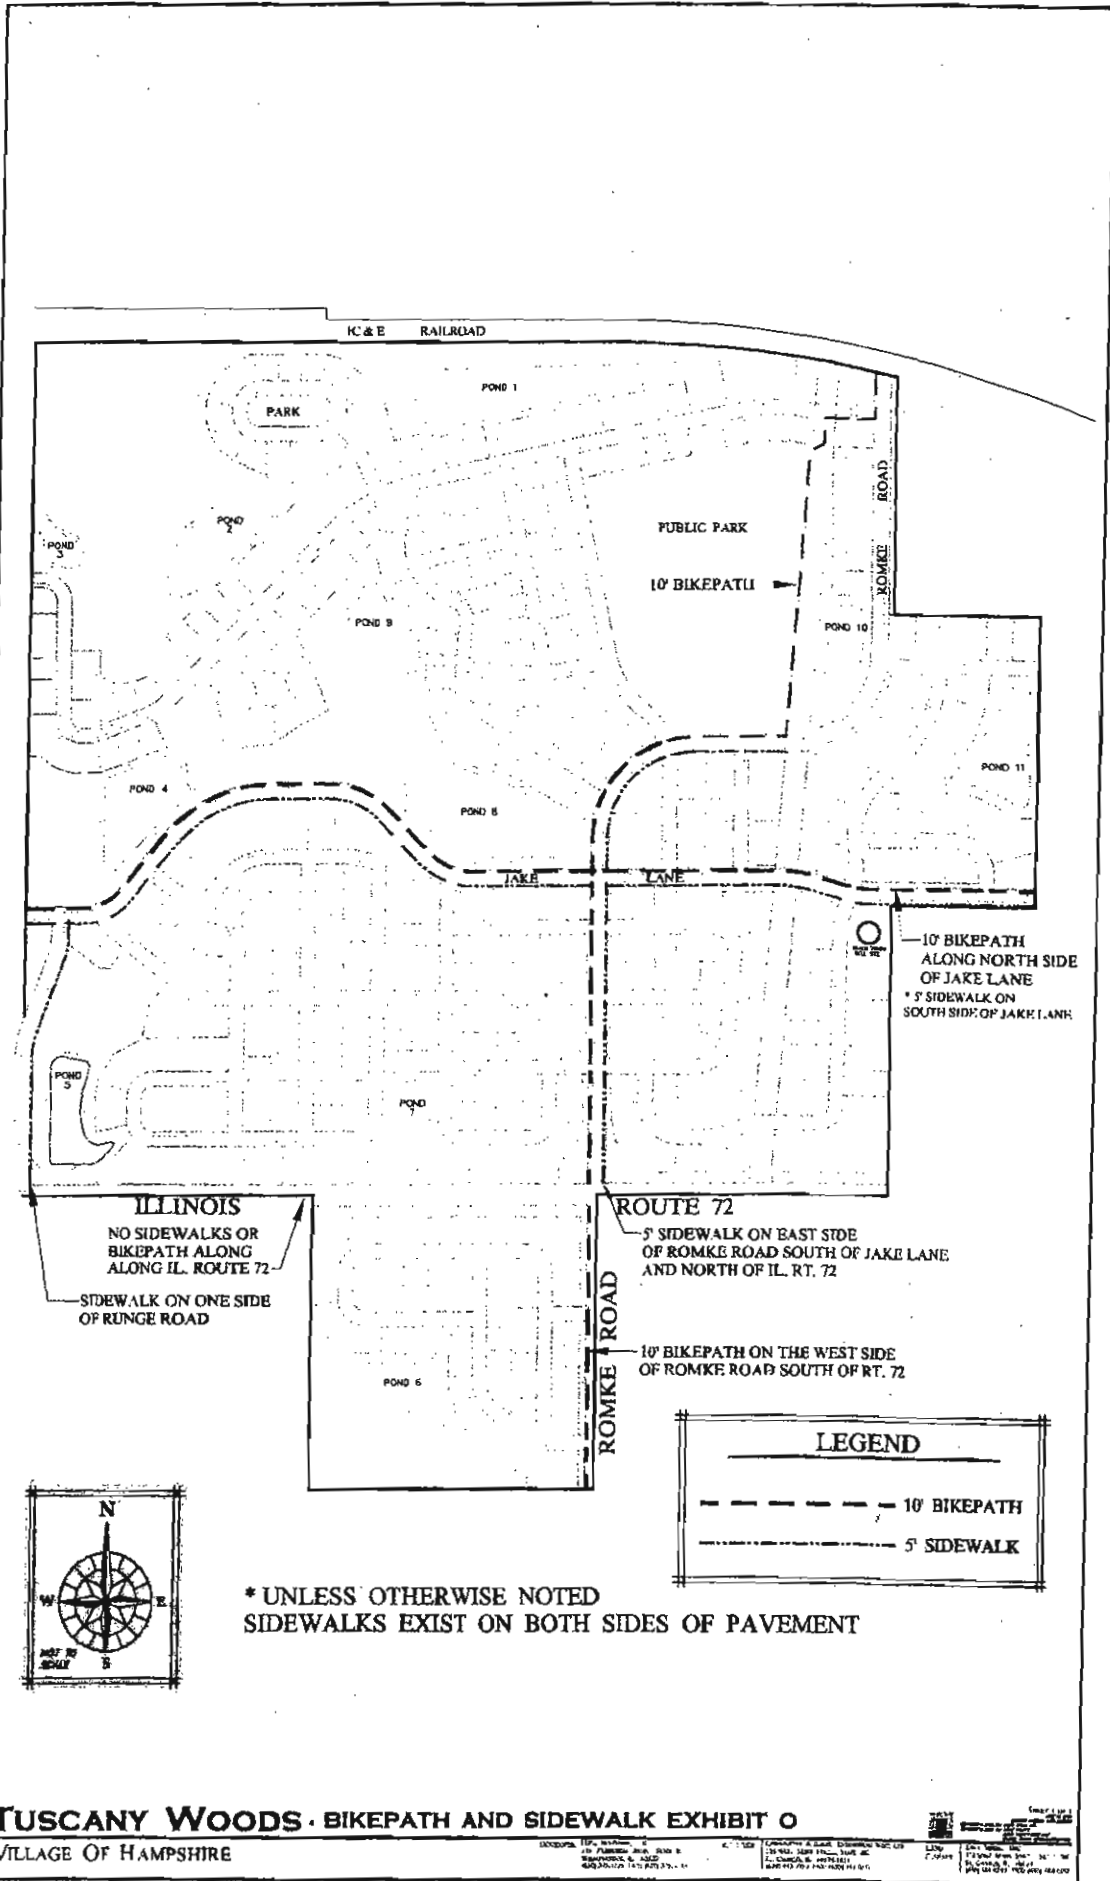 IC & E RAILROAD
POND 1
PARK
POND
2
POND
3
PUBLIC PARK
ROMKE ROAD
10' BIKEPATH
POND 9
POND 10
POND 4
POND 8
POND 11
JAKE LANE
10' BIKEPATH
ALONG NORTH SIDE
OF JAKE LANE
* 5' SIDEWALK ON
SOUTH SIDE OF JAKE LANE
POND
5
POND
7
ILLINOIS
ROUTE 72
NO SIDEWALKS OR
BIKEPATH ALONG
ALONG IL. ROUTE 72
5' SIDEWALK ON EAST SIDE
OF ROMKE ROAD SOUTH OF JAKE LANE
AND NORTH OF IL. RT. 72
SIDEWALK ON ONE SIDE
OF RUNGE ROAD
ROMKE ROAD
10' BIKEPATH ON THE WEST SIDE
OF ROMKE ROAD SOUTH OF RT. 72
POND 6
LEGEND
10' BIKEPATH
5' SIDEWALK
N
W E
S
NOT TO
SCALE
* UNLESS OTHERWISE NOTED
SIDEWALKS EXIST ON BOTH SIDES OF PAVEMENT
TUSCANY WOODS · BIKEPATH AND SIDEWALK EXHIBIT O
VILLAGE OF HAMPSHIRE